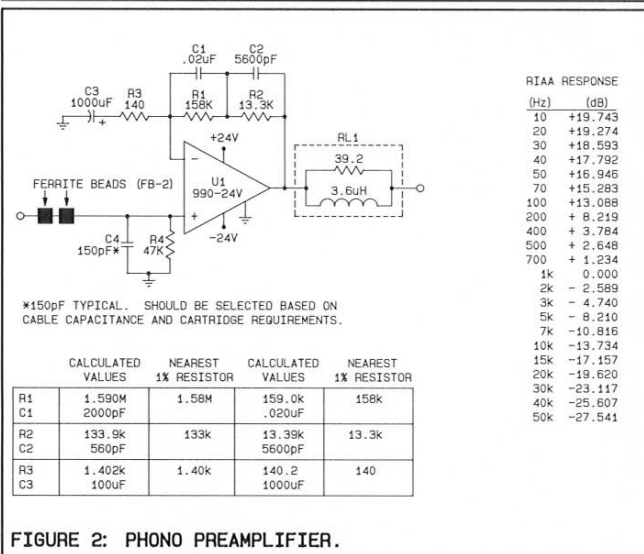 C1
.02uF
C2
5600pF
C3
1000uF
R3
140
R1
158K
R2
13.3K
+
+24V
RL1
39.2
3.6uH
-
U1
990-24V
+
-24V
FERRITE BEADS (FB-2)
C4
150pF*
R4
47K
*150pF TYPICAL. SHOULD BE SELECTED BASED ON
CABLE CAPACITANCE AND CARTRIDGE REQUIREMENTS.
CALCULATED VALUES NEAREST 1% RESISTOR CALCULATED VALUES NEAREST 1% RESISTOR
R1 1.590M 1.58M 159.0k 158k
C1 2000pF .020uF
R2 133.9k 133k 13.39k 13.3k
C2 560pF 5600pF
R3 1.402k 1.40k 140.2 140
C3 100uF 1000uF
RIAA RESPONSE
(Hz) (dB)
10 +19.743
20 +19.274
30 +18.593
40 +17.792
50 +16.946
70 +15.283
100 +13.088
200 + 8.219
400 + 3.784
500 + 2.648
700 + 1.234
1k 0.000
2k - 2.589
3k - 4.740
5k - 8.210
7k -10.816
10k -13.734
15k -17.157
20k -19.620
30k -23.117
40k -25.607
50k -27.541
FIGURE 2: PHONO PREAMPLIFIER.